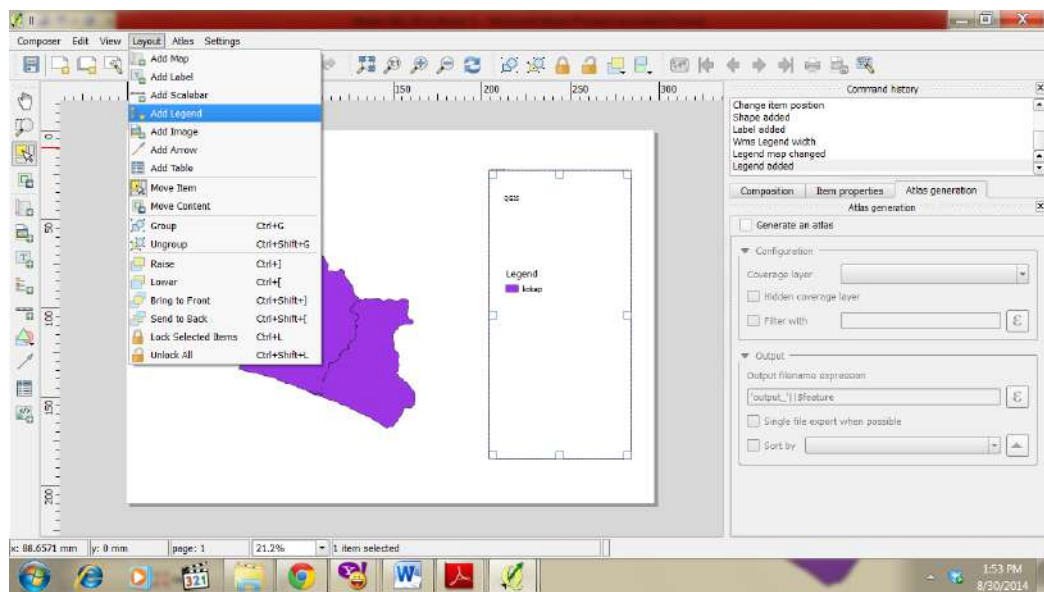 Composer Edit View Layout Atlas Settings
Add Map
Add Label
Add Scalebar
Add Legend
Add Image
Add Arrow
Add Table
Move Item
Move Content
Group Ctrl+G
Ungroup Ctrl+Shift+G
Raise Ctrl+]
Lower Ctrl+[
Bring to Front Ctrl+Shift+]
Send to Back Ctrl+Shift+[
Lock Selected Items Ctrl+L
Unlock All Ctrl+Shift+L
150 200 250 300
0
50
100
150
200
QGIS
Legend
kokap
Command history
Change item position
Shape added
Label added
Wms Legend width
Legend map changed
Legend added
Composition Item properties Atlas generation
Atlas generation
Generate an atlas
Configuration
Coverage layer
Hidden coverage layer
Filter with
Output
Output filename expression
'output_'||$feature
Single file export when possible
Sort by
x: 88.6571 mm y: 0 mm page: 1 21.2% 1 item selected
321
1:53 PM
8/30/2014